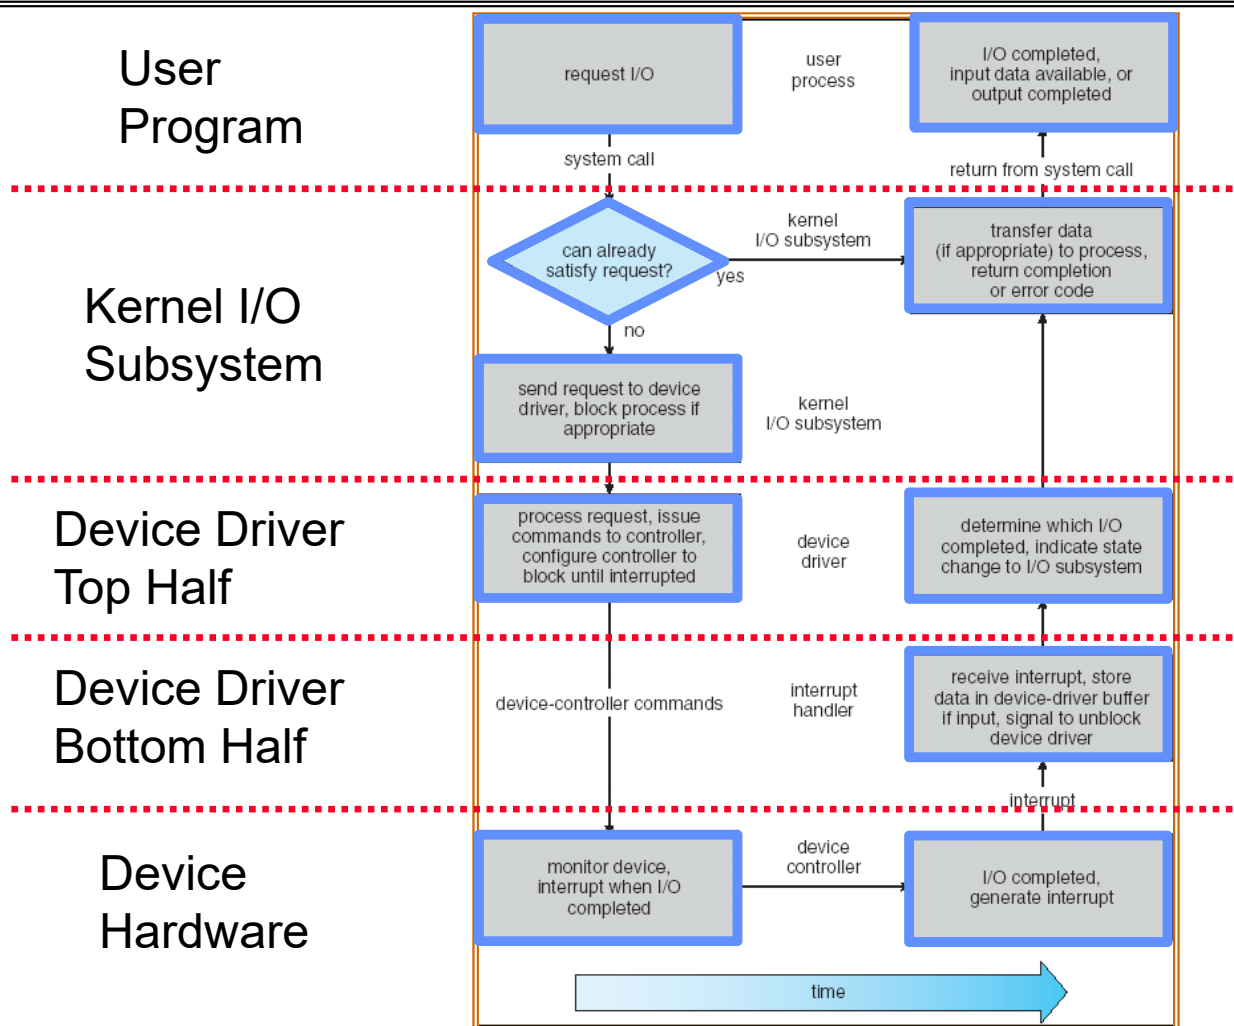 User
Program
request I/O
user
process
I/O completed,
input data available, or
output completed
system call
return from system call
Kernel I/O
Subsystem
can already
satisfy request?
kernel
I/O subsystem
yes
transfer data
(if appropriate) to process,
return completion
or error code
no
send request to device
driver, block process if
appropriate
kernel
I/O subsystem
Device Driver
Top Half
process request, issue
commands to controller,
configure controller to
block until interrupted
device
driver
determine which I/O
completed, indicate state
change to I/O subsystem
Device Driver
Bottom Half
device-controller commands
interrupt
handler
receive interrupt, store
data in device-driver buffer
if input, signal to unblock
device driver
interrupt
Device
Hardware
monitor device,
interrupt when I/O
completed
device
controller
I/O completed,
generate interrupt
time